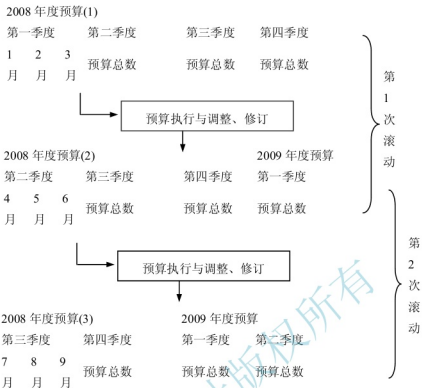 2008 年度预算(1)
第一季度 第二季度 第三季度 第四季度
1 2 3
月 月 月 预算总数 预算总数 预算总数
预算执行与调整、修订
第1次滚动
2008 年度预算(2) 2009 年度预算
第二季度 第三季度 第四季度 第一季度
4 5 6
月 月 月 预算总数 预算总数 预算总数
预算执行与调整、修订
第2次滚动
2008 年度预算(3) 2009 年度预算
第三季度 第四季度 第一季度 第二季度
7 8 9
月 月 月 预算总数 预算总数 预算总数
版权所有